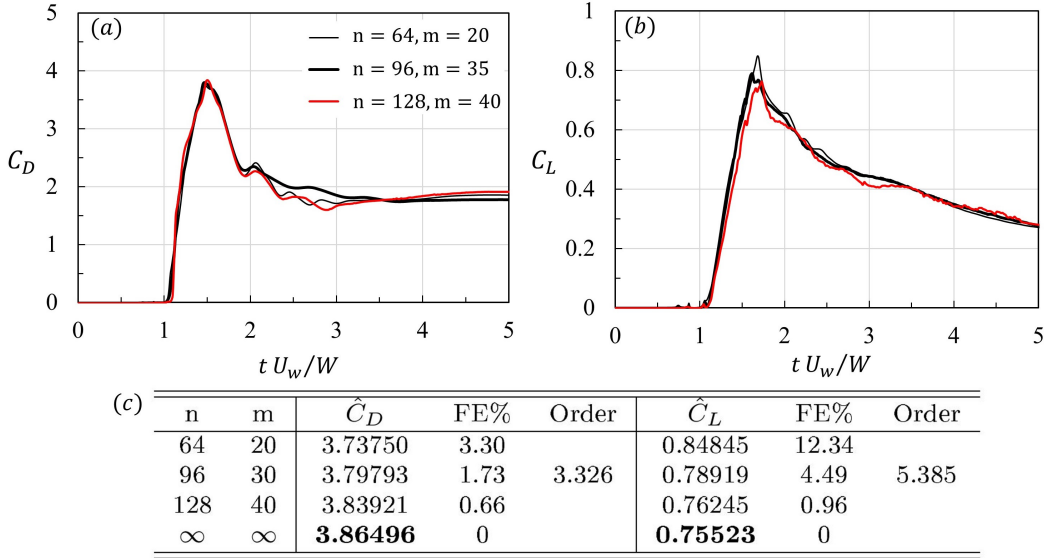 (a)
n = 64, m = 20
n = 96, m = 35
n = 128, m = 40
C_D
5
4
3
2
1
0
0 1 2 3 4 5
t U_w/W
(b)
C_L
1
0.8
0.6
0.4
0.2
0
0 1 2 3 4 5
t U_w/W
(c)
n m Ĉ_D FE% Order Ĉ_L FE% Order
64 20 3.73750 3.30 0.84845 12.34
96 30 3.79793 1.73 3.326 0.78919 4.49 5.385
128 40 3.83921 0.66 0.76245 0.96
∞ ∞ 3.86496 0 0.75523 0